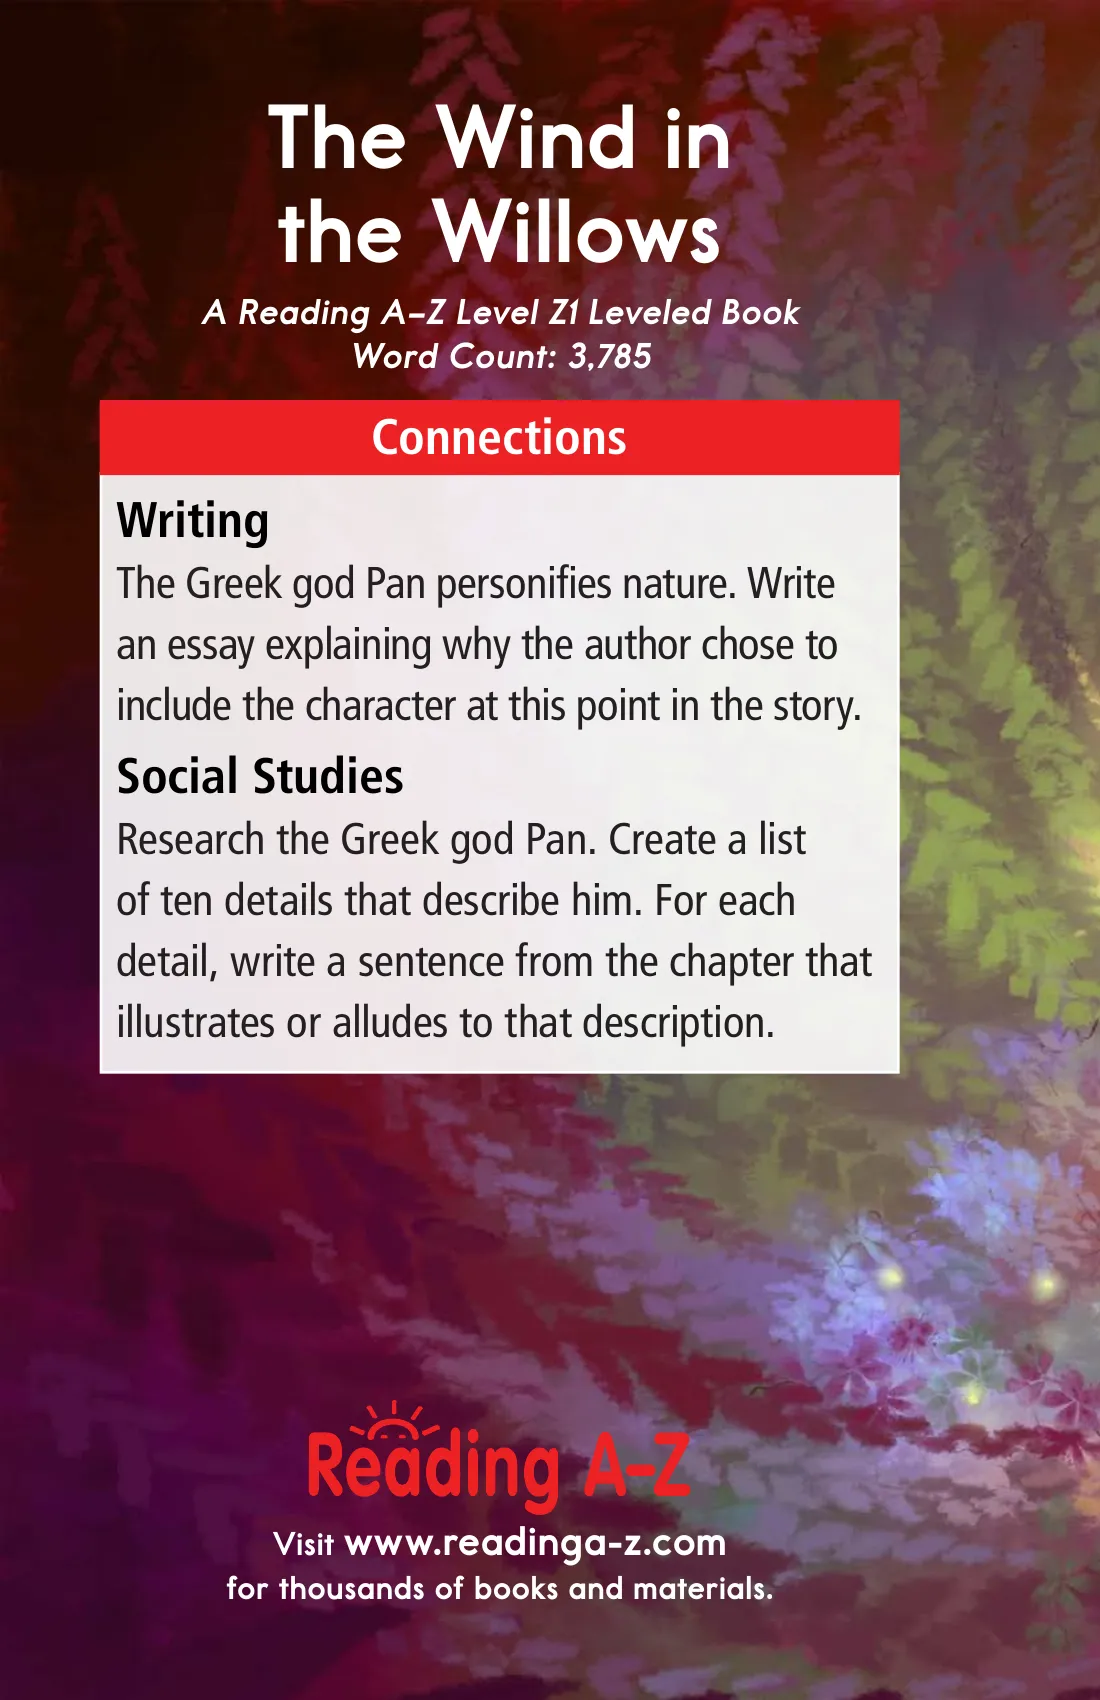 The Wind in
the Willows
A Reading A–Z Level Z1 Leveled Book
Word Count: 3,785
Connections
Writing
The Greek god Pan personifies nature. Write
an essay explaining why the author chose to
include the character at this point in the story.
Social Studies
Research the Greek god Pan. Create a list
of ten details that describe him. For each
detail, write a sentence from the chapter that
illustrates or alludes to that description.
Reading A–Z
Visit www.readinga-z.com
for thousands of books and materials.